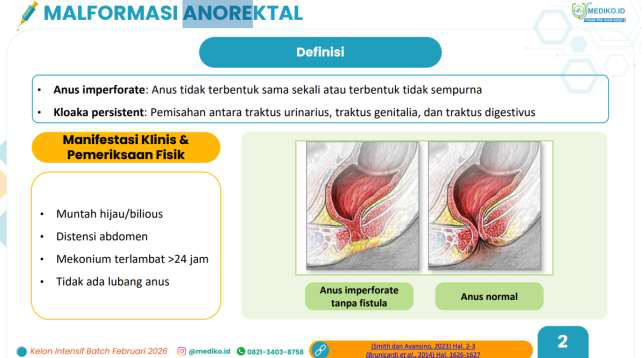 MALFORMASI ANOREKTAL
MEDIKO.ID
Definisi
• Anus imperforate: Anus tidak terbentuk sama sekali atau terbentuk tidak sempurna
• Kloaka persistent: Pemisahan antara traktus urinarius, traktus genitalia, dan traktus digestivus
Manifestasi Klinis &
Pemeriksaan Fisik
• Muntah hijau/bilious
• Distensi abdomen
• Mekonium terlambat >24 jam
• Tidak ada lubang anus
Anus imperforate
tanpa fistula
Anus normal
Kelon Intensif Batch Februari 2026
@mediko.id
0821-3403-8758
(Smith dan Avansino, 2023) Hal. 2-3
(Brunicardi et al., 2014) Hal. 1626-1627
2